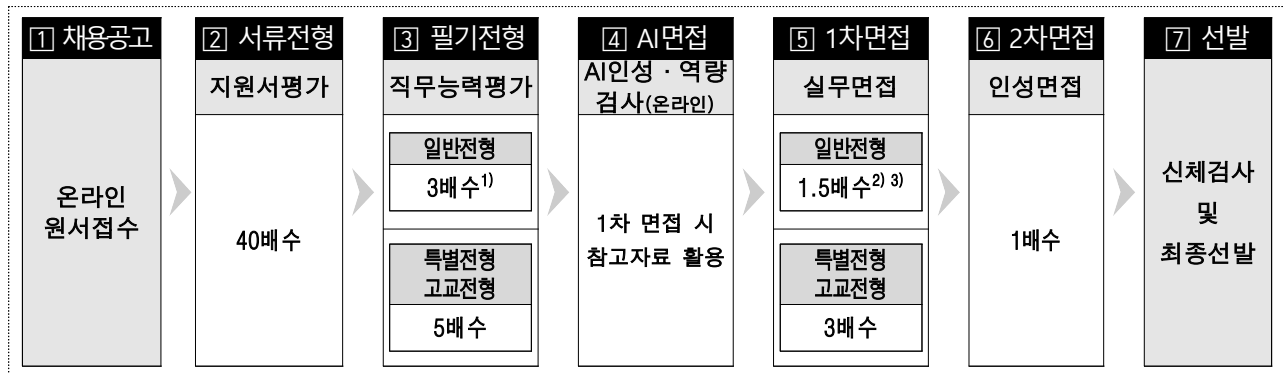 1 채용공고
온라인
원서접수
2 서류전형
지원서평가
40배수
3 필기전형
직무능력평가
일반전형
3배수1)
특별전형
고교전형
5배수
4 AI면접
AI인성 · 역량
검사(온라인)
1차 면접 시
참고자료 활용
5 1차면접
실무면접
일반전형
1.5배수2) 3)
특별전형
고교전형
3배수
6 2차면접
인성면접
1배수
7 선발
신체검사
및
최종선발